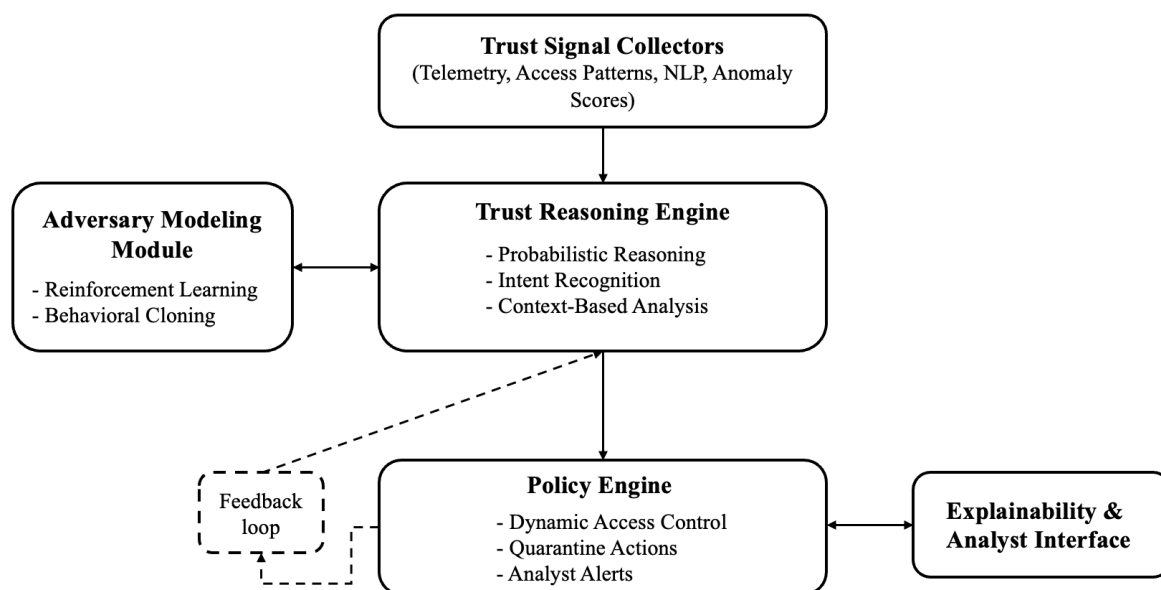 Trust Signal Collectors
(Telemetry, Access Patterns, NLP, Anomaly
Scores)
Adversary Modeling
Module
- Reinforcement Learning
- Behavioral Cloning
Trust Reasoning Engine
- Probabilistic Reasoning
- Intent Recognition
- Context-Based Analysis
Feedback
loop
Policy Engine
- Dynamic Access Control
- Quarantine Actions
- Analyst Alerts
Explainability &
Analyst Interface